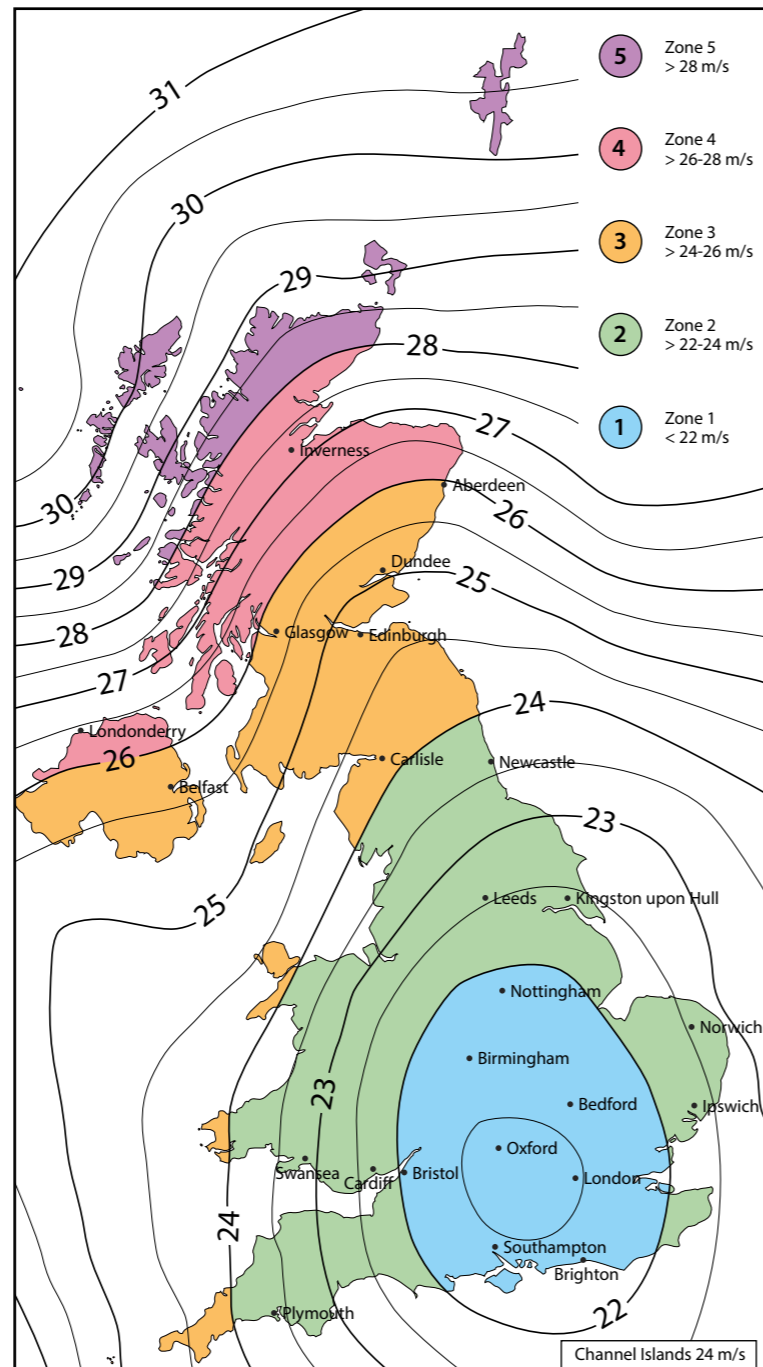 31
5
Zone 5
> 28 m/s
4
Zone 4
> 26-28 m/s
30
3
Zone 3
> 24-26 m/s
29
2
Zone 2
> 22-24 m/s
28
1
Zone 1
< 22 m/s
27
Inverness
Aberdeen
30
26
Dundee
29
25
Glasgow
Edinburgh
28
27
24
Londonderry
26
Carlisle
Newcastle
Belfast
23
25
Leeds
Kingston upon Hull
Nottingham
Norwich
Birmingham
23
Bedford
Ipswich
Oxford
Swansea
Cardiff
Bristol
London
24
Southampton
Brighton
Plymouth
22
Channel Islands 24 m/s